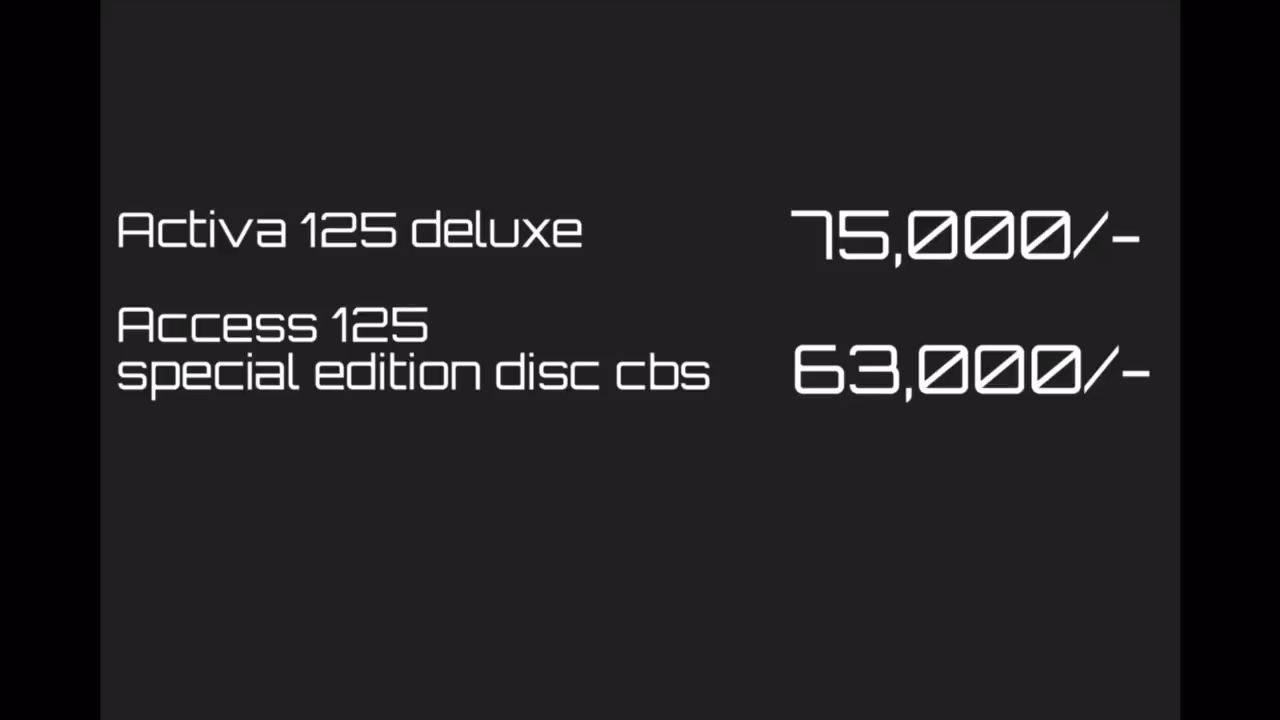 Activa 125 deluxe 75,000/-
Access 125
special edition disc cbs 63,000/-